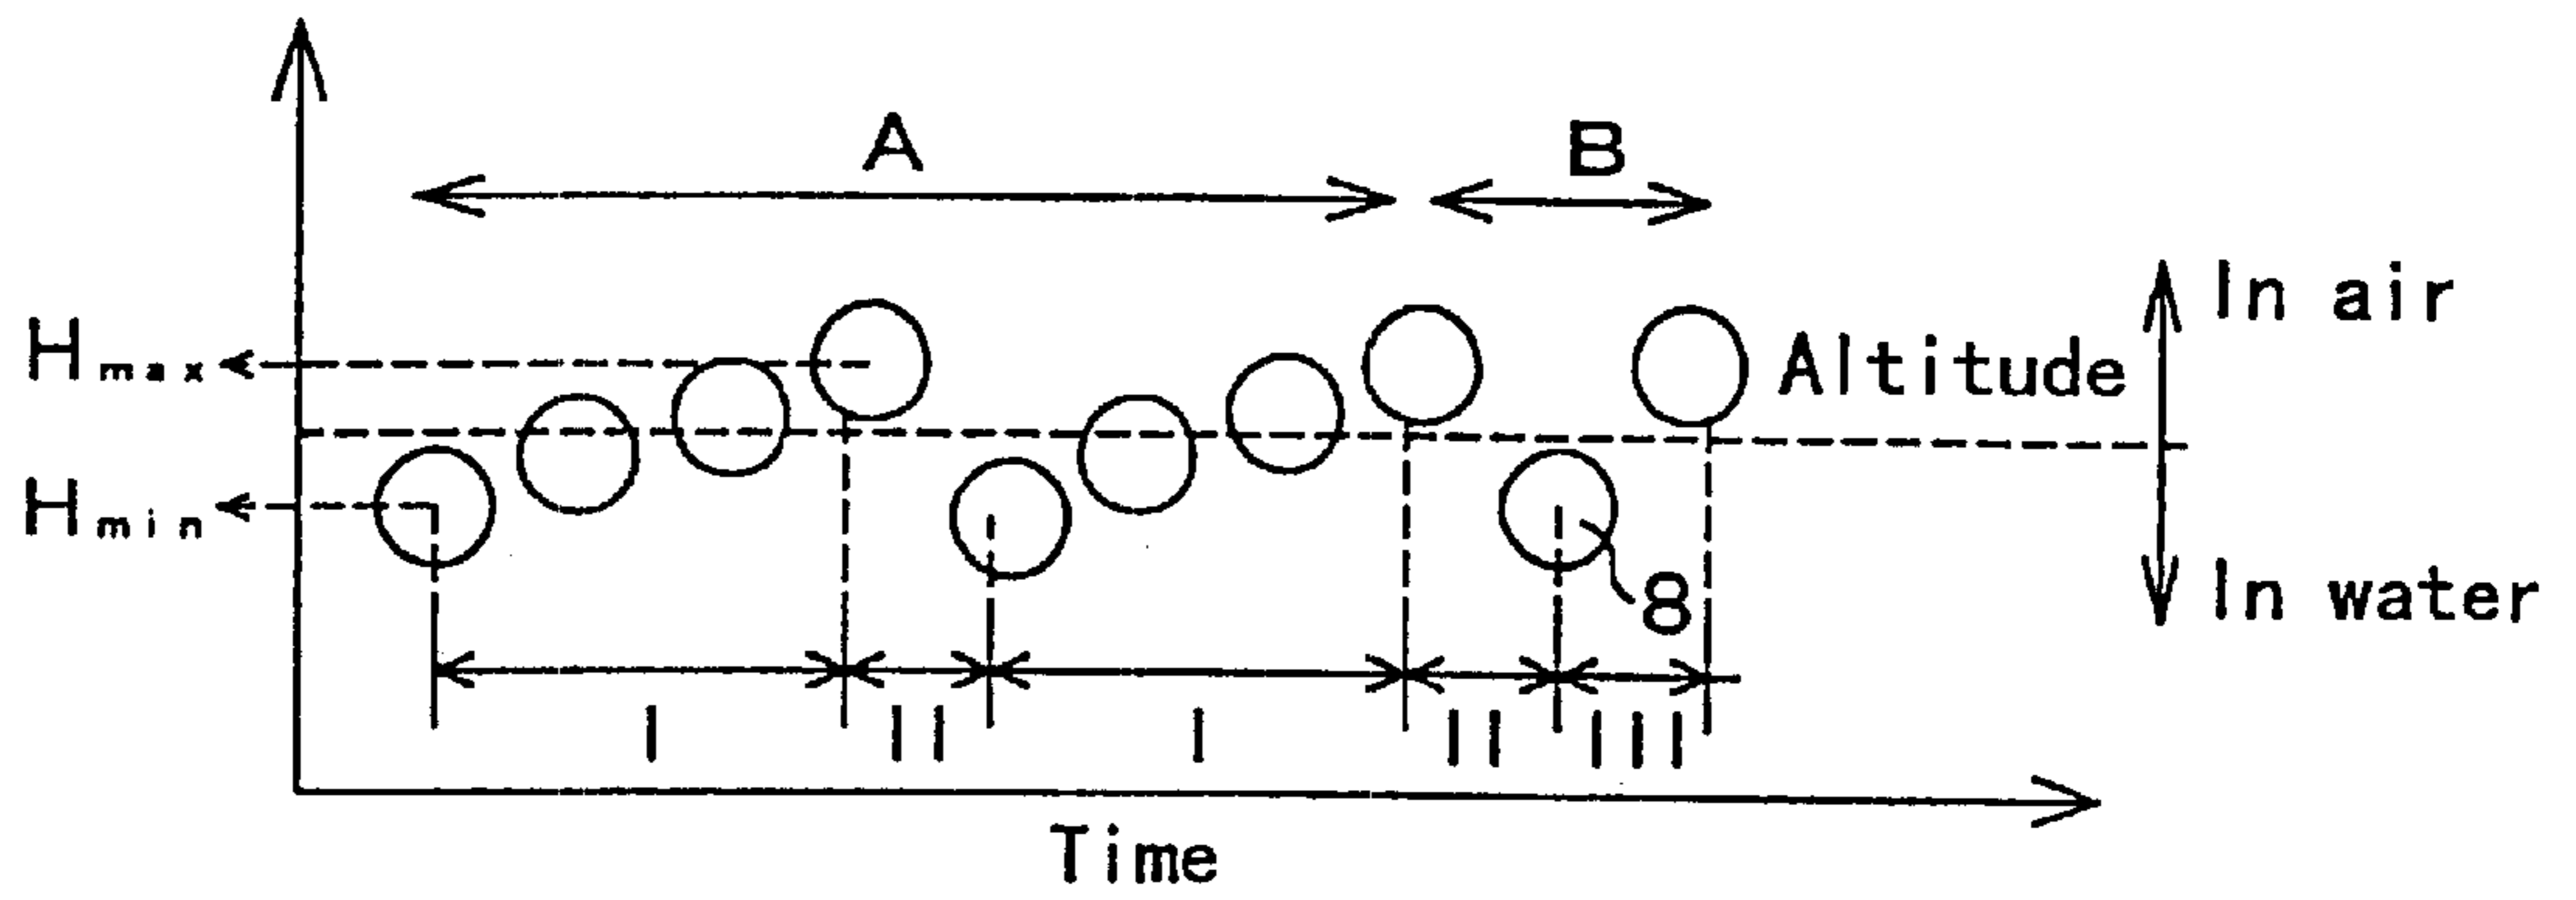 A
B
In air
Hmax
Altitude
Hmin
In water
8
I
II
I
II
III
Time